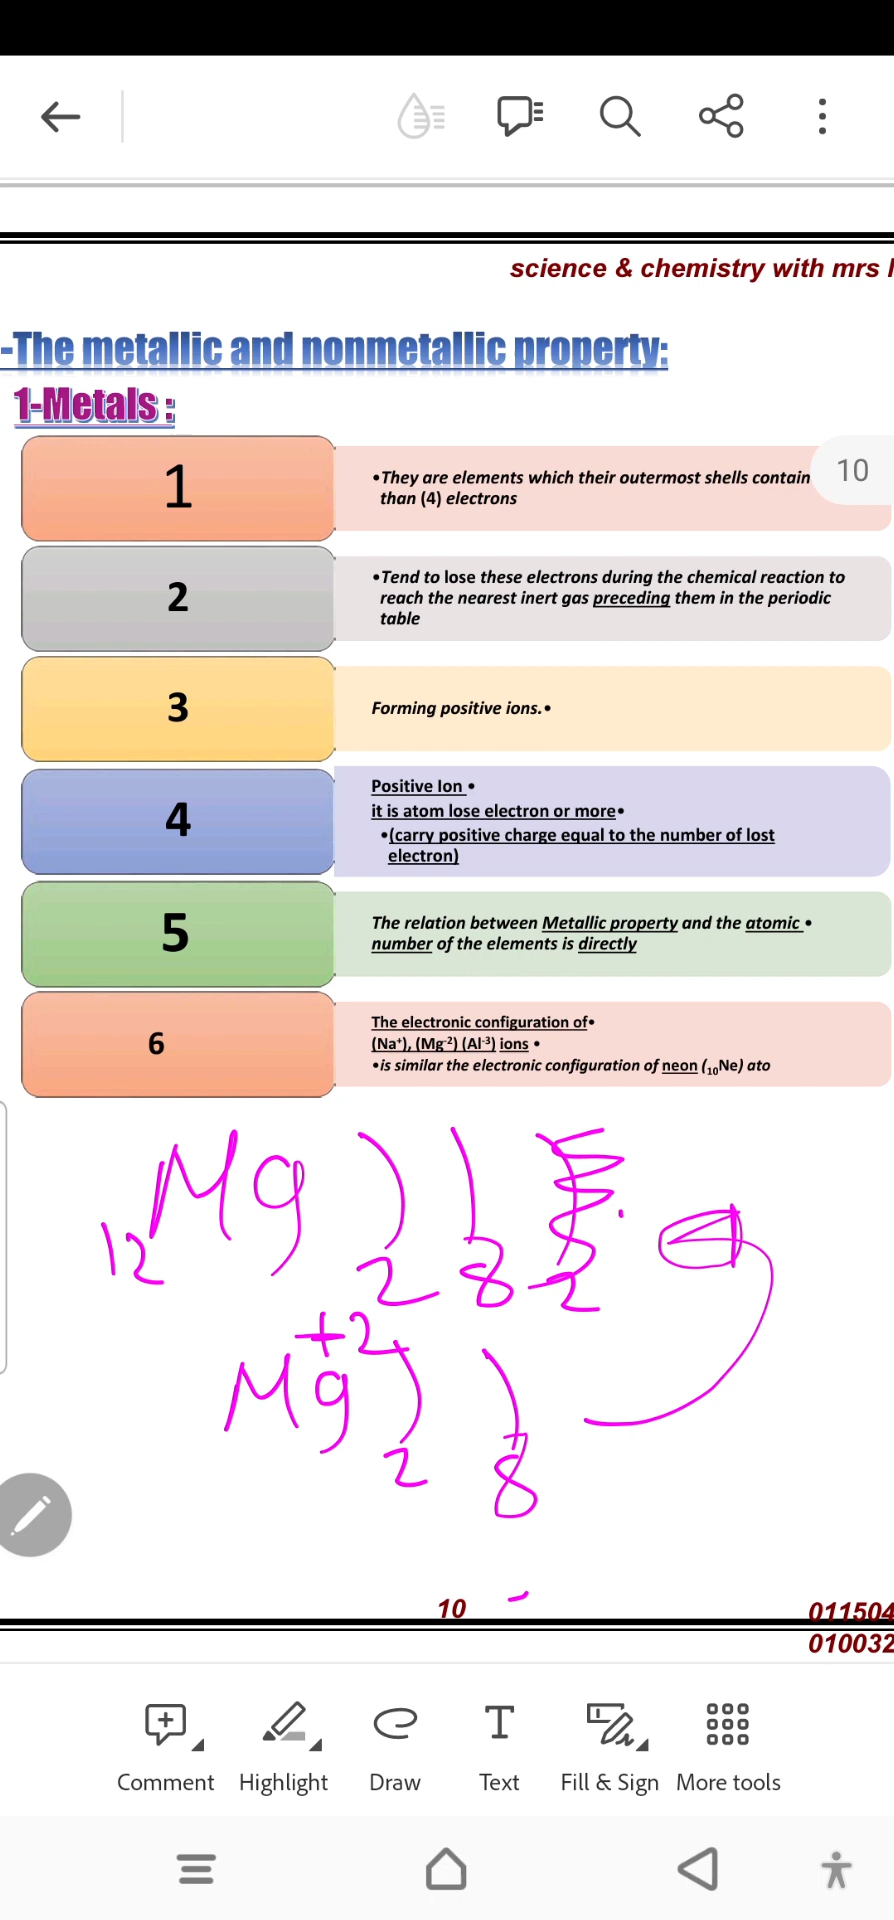 science & chemistry with mrs
-The metallic and nonmetallic property:
1-Metals :
1
•They are elements which their outermost shells contain
than (4) electrons
10
2
•Tend to lose these electrons during the chemical reaction to
reach the nearest inert gas preceding them in the periodic
table
3
Forming positive ions.•
4
Positive Ion •
it is atom lose electron or more•
•(carry positive charge equal to the number of lost
electron)
5
The relation between Metallic property and the atomic •
number of the elements is directly
6
The electronic configuration of•
(Na⁺), (Mg⁻²) (Al⁻³) ions •
•is similar the electronic configuration of neon (₁₀Ne) ato
₁₂Mg ) ) )
2 8 2
Mg⁺² ) )
2 8
10
011504
010032
Comment Highlight Draw Text Fill & Sign More tools